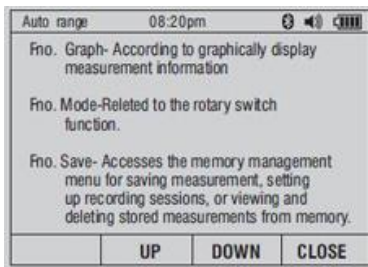 Auto range 08:20pm
Fno. Graph- According to graphically display
measurement information
Fno. Mode-Releted to the rotary switch
function.
Fno. Save- Accesses the memory management
menu for saving measurement, setting
up recording sessions, or viewing and
deleting stored measurements from memory.
UP DOWN CLOSE